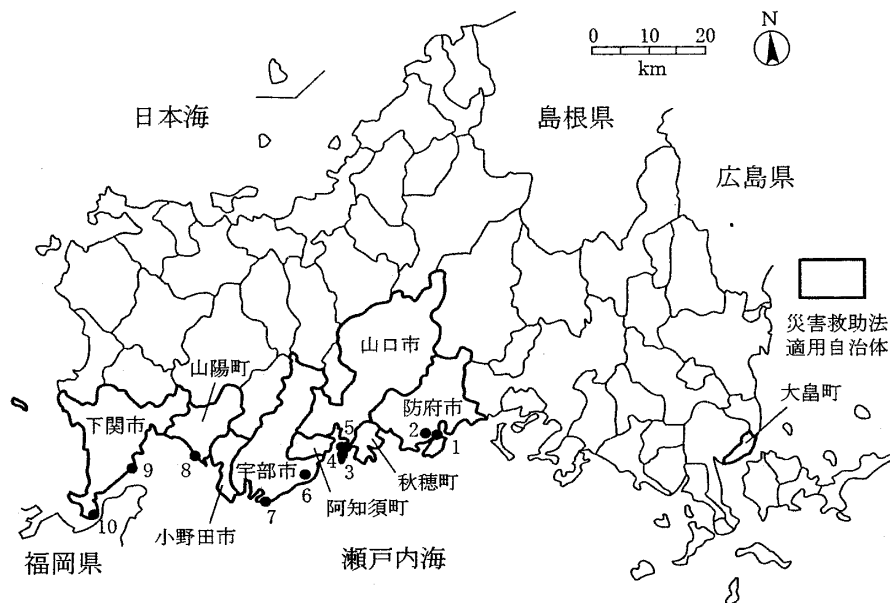 N
0 10 20
km
日本海
島根県
広島県
災害救助法
適用自治体
山口市
山陽町
大畠町
防府市
下関市
5
2
1
4
3
秋穂町
9
8
宇部市
6
阿知須町
7
10
小野田市
福岡県
瀬戸内海